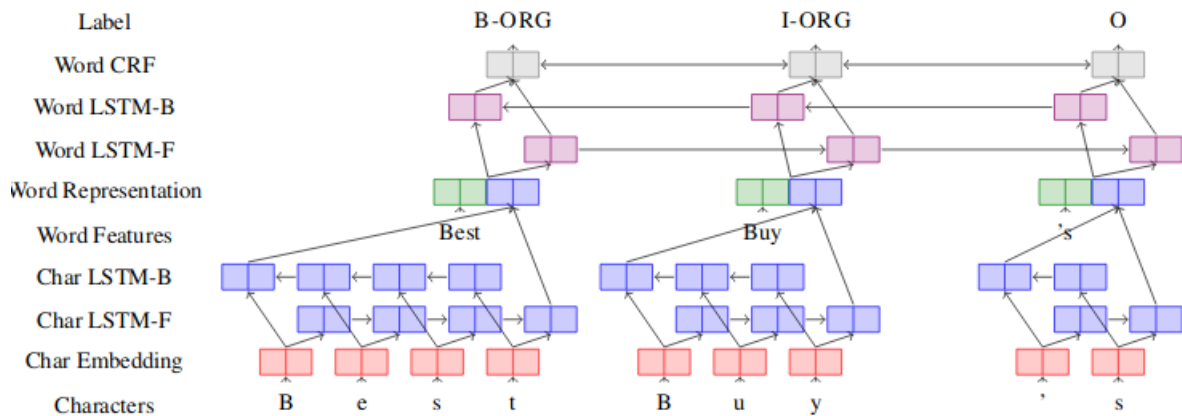 Label B-ORG I-ORG O
Word CRF
Word LSTM-B
Word LSTM-F
Word Representation
Word Features Best Buy 's
Char LSTM-B
Char LSTM-F
Char Embedding
Characters B e s t B u y ' s